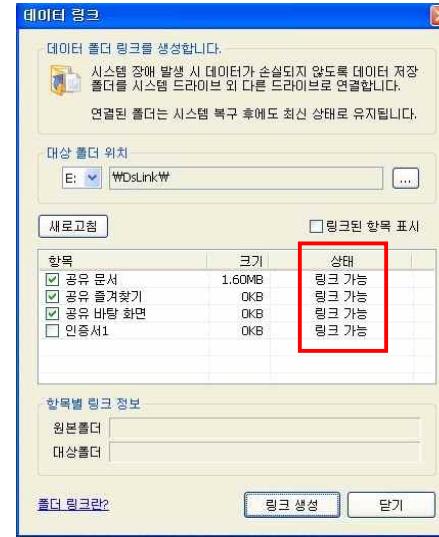 데이터 링크
데이터 폴더 링크를 생성합니다.
시스템 장애 발생 시 데이터가 손실되지 않도록 데이터 저장
폴더를 시스템 드라이브 외 다른 드라이브로 연결합니다.
연결된 폴더는 시스템 복구 후에도 최신 상태로 유지됩니다.
대상 폴더 위치
E: ₩DsLink₩ ...
새로고침 링크된 항목 표시
항목 크기 상태
공유 문서 1.60MB 링크 가능
공유 즐겨찾기 0KB 링크 가능
공유 바탕 화면 0KB 링크 가능
인증서1 0KB 링크 가능
항목별 링크 정보
원본폴더
대상폴더
폴더 링크란? 링크 생성 닫기